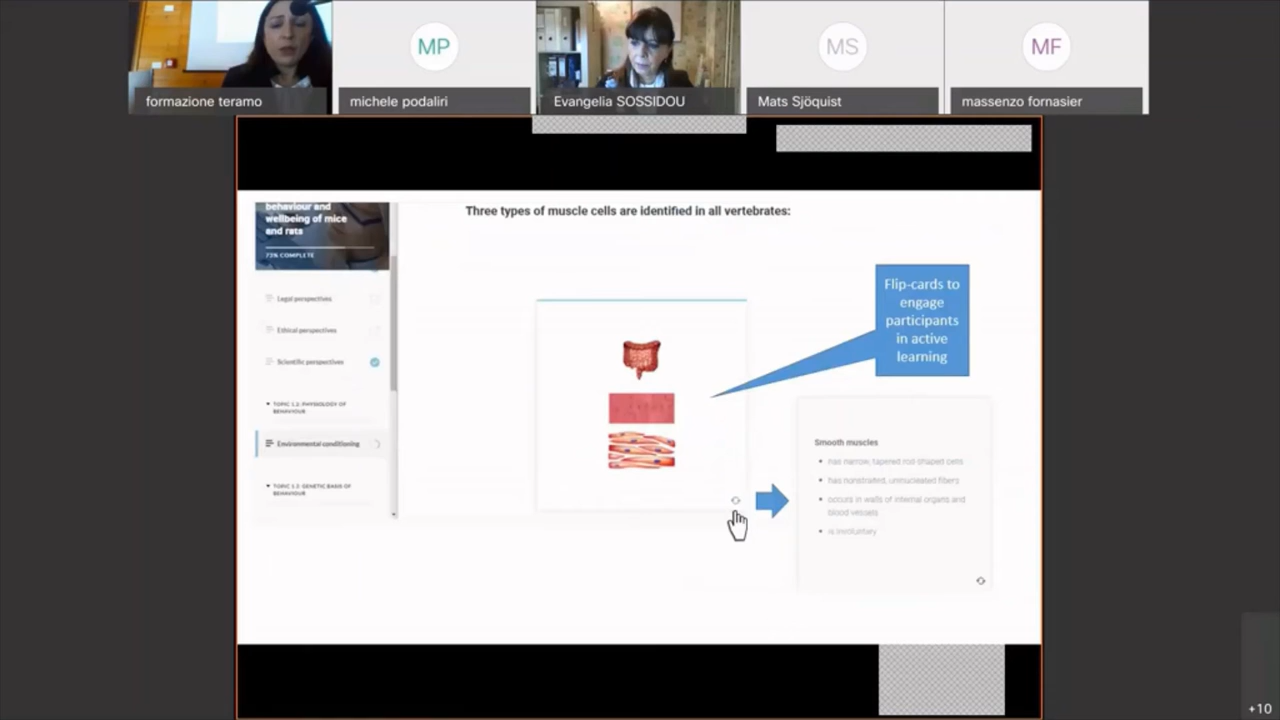 MP
MS
MF
formazione teramo
michele podaliri
Evangelia SOSSIDOU
Mats Sjöquist
massenzo fornasier
behaviour and
wellbeing of mice
and rats
72% COMPLETE
Legal perspectives
Ethical perspectives
Scientific perspectives
TOPIC 1.2: PHYSIOLOGY OF
BEHAVIOUR
Environmental conditioning
TOPIC 1.3: GENETIC BASIS OF
BEHAVIOUR
Three types of muscle cells are identified in all vertebrates:
Flip-cards to
engage
participants
in active
learning
Smooth muscles
• has narrow, tapered rod-shaped cells
• has nonstriated, uninucleated fibers
• occurs in walls of internal organs and
blood vessels
• is involuntary
+10